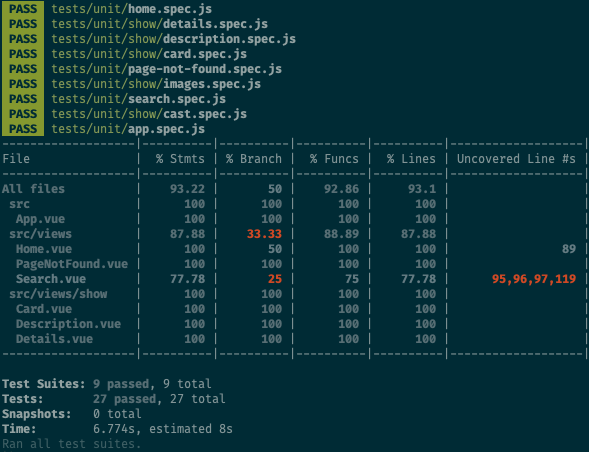 PASS tests/unit/home.spec.js
PASS tests/unit/show/details.spec.js
PASS tests/unit/show/description.spec.js
PASS tests/unit/show/card.spec.js
PASS tests/unit/page-not-found.spec.js
PASS tests/unit/show/images.spec.js
PASS tests/unit/search.spec.js
PASS tests/unit/show/cast.spec.js
PASS tests/unit/app.spec.js
-------------------|----------|----------|----------|----------|-------------------|
File | % Stmts | % Branch | % Funcs | % Lines | Uncovered Line #s |
-------------------|----------|----------|----------|----------|-------------------|
All files | 93.22 | 50 | 92.86 | 93.1 | |
src | 100 | 100 | 100 | 100 | |
App.vue | 100 | 100 | 100 | 100 | |
src/views | 87.88 | 33.33 | 88.89 | 87.88 | |
Home.vue | 100 | 50 | 100 | 100 | 89 |
PageNotFound.vue | 100 | 100 | 100 | 100 | |
Search.vue | 77.78 | 25 | 75 | 77.78 | 95,96,97,119 |
src/views/show | 100 | 100 | 100 | 100 | |
Card.vue | 100 | 100 | 100 | 100 | |
Description.vue | 100 | 100 | 100 | 100 | |
Details.vue | 100 | 100 | 100 | 100 | |
-------------------|----------|----------|----------|----------|-------------------|
Test Suites: 9 passed, 9 total
Tests: 27 passed, 27 total
Snapshots: 0 total
Time: 6.774s, estimated 8s
Ran all test suites.